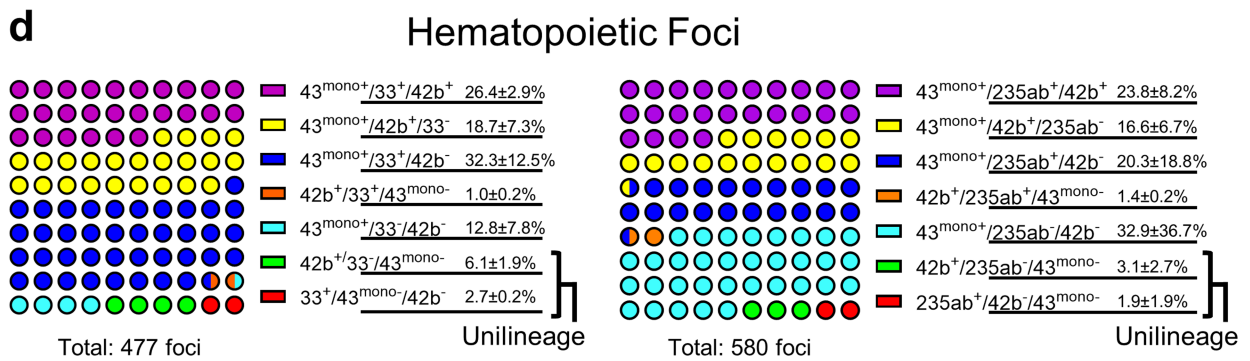 d
Hematopoietic Foci
43mono+/33+/42b+ 26.4±2.9%
43mono+/42b+/33- 18.7±7.3%
43mono+/33+/42b- 32.3±12.5%
42b+/33+/43mono- 1.0±0.2%
43mono+/33-/42b- 12.8±7.8%
42b+/33-/43mono- 6.1±1.9%
33+/43mono-/42b- 2.7±0.2%
Unilineage
Total: 477 foci
43mono+/235ab+/42b+ 23.8±8.2%
43mono+/42b+/235ab- 16.6±6.7%
43mono+/235ab+/42b- 20.3±18.8%
42b+/235ab+/43mono- 1.4±0.2%
43mono+/235ab-/42b- 32.9±36.7%
42b+/235ab-/43mono- 3.1±2.7%
235ab+/42b-/43mono- 1.9±1.9%
Unilineage
Total: 580 foci